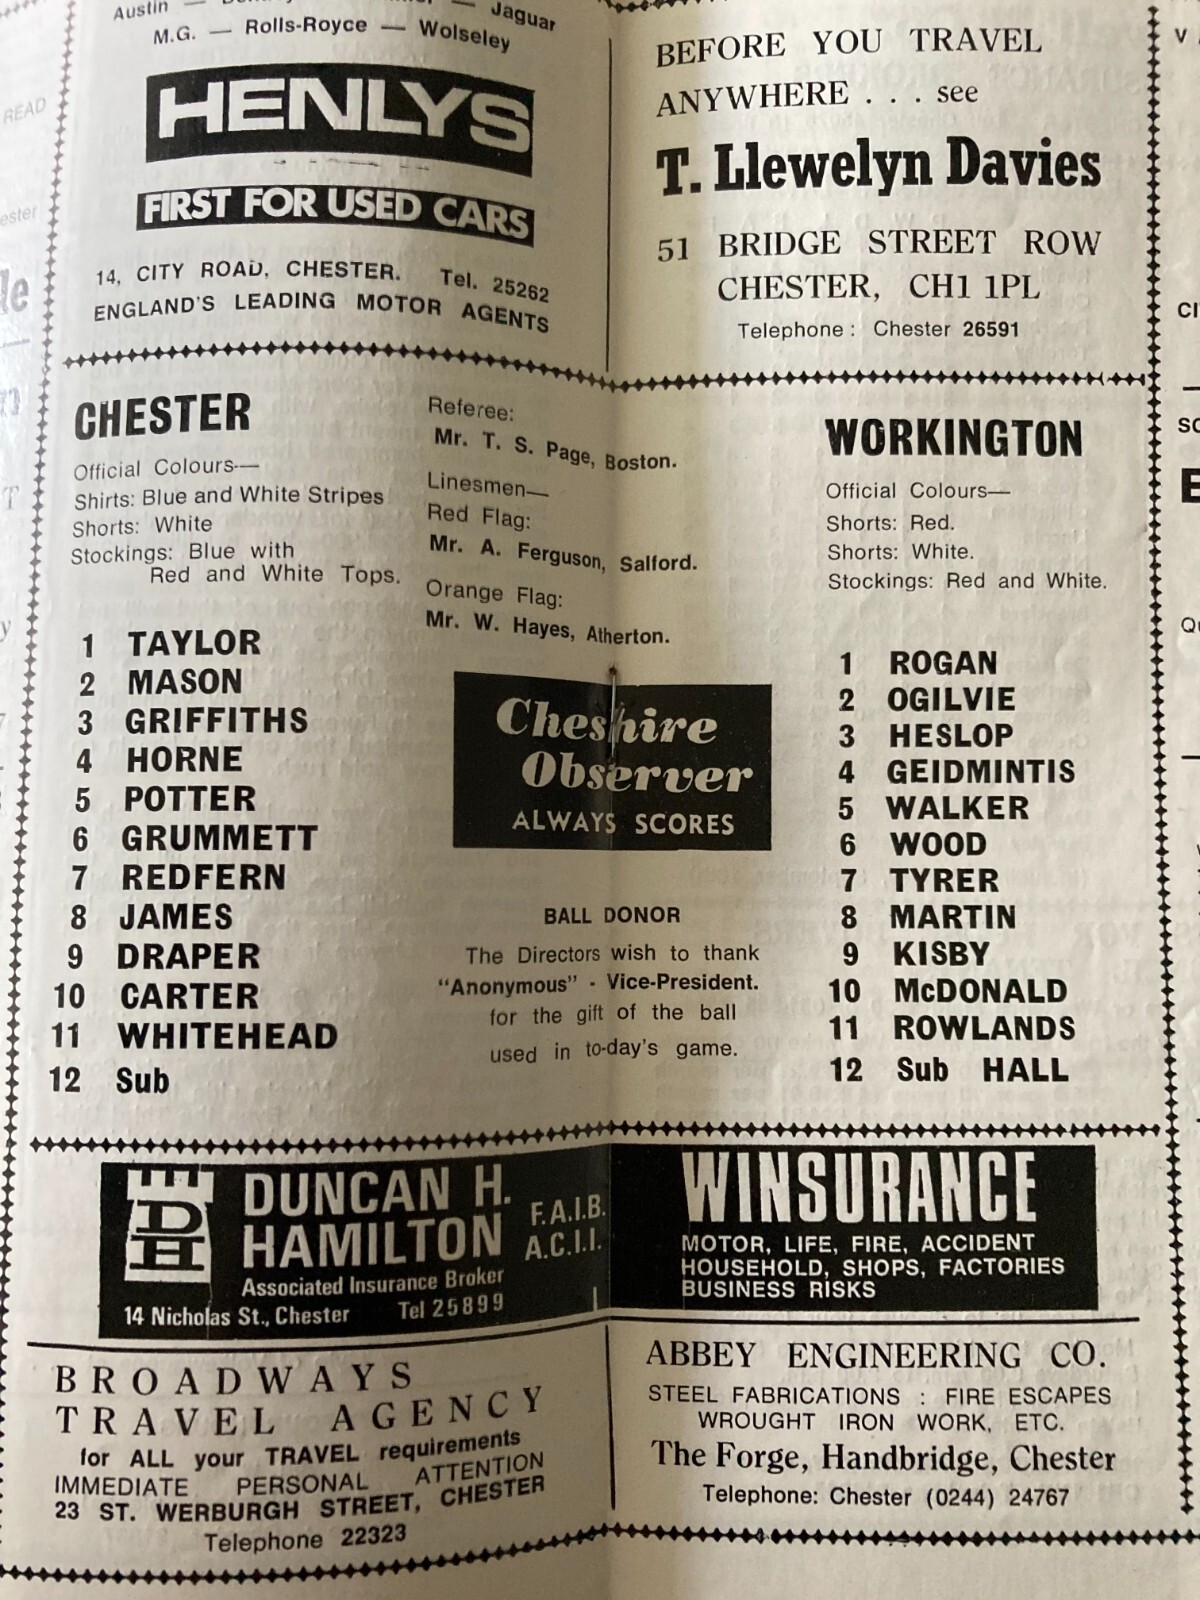 Jaguar
M.G. — Rolls-Royce — Wolseley
HENLYS
FIRST FOR USED CARS
14, CITY ROAD, CHESTER. Tel. 25262
ENGLAND'S LEADING MOTOR AGENTS
BEFORE YOU TRAVEL
ANYWHERE . . . see
T. Llewelyn Davies
51 BRIDGE STREET ROW
CHESTER, CH1 1PL
Telephone : Chester 26591
CHESTER
Official Colours—
Shirts: Blue and White Stripes
Shorts: White
Stockings: Blue with
Red and White Tops.
1 TAYLOR
2 MASON
3 GRIFFITHS
4 HORNE
5 POTTER
6 GRUMMETT
7 REDFERN
8 JAMES
9 DRAPER
10 CARTER
11 WHITEHEAD
12 Sub
Referee:
Mr. T. S. Page, Boston.
Linesmen—
Red Flag:
Mr. A. Ferguson, Salford.
Orange Flag:
Mr. W. Hayes, Atherton.
Cheshire
Observer
ALWAYS SCORES
BALL DONOR
The Directors wish to thank
"Anonymous" - Vice-President.
for the gift of the ball
used in to-day's game.
WORKINGTON
Official Colours—
Shorts: Red.
Shorts: White.
Stockings: Red and White.
1 ROGAN
2 OGILVIE
3 HESLOP
4 GEIDMINTIS
5 WALKER
6 WOOD
7 TYRER
8 MARTIN
9 KISBY
10 McDONALD
11 ROWLANDS
12 Sub HALL
DH
DUNCAN H.
HAMILTON
F.A.I.B.
A.C.I.I.
Associated Insurance Broker
14 Nicholas St., Chester Tel 25899
WINSURANCE
MOTOR, LIFE, FIRE, ACCIDENT
HOUSEHOLD, SHOPS, FACTORIES
BUSINESS RISKS
BROADWAYS
TRAVEL AGENCY
for ALL your TRAVEL requirements
IMMEDIATE PERSONAL ATTENTION
23 ST. WERBURGH STREET, CHESTER
Telephone 22323
ABBEY ENGINEERING CO.
STEEL FABRICATIONS : FIRE ESCAPES
WROUGHT IRON WORK, ETC.
The Forge, Handbridge, Chester
Telephone: Chester (0244) 24767
READ